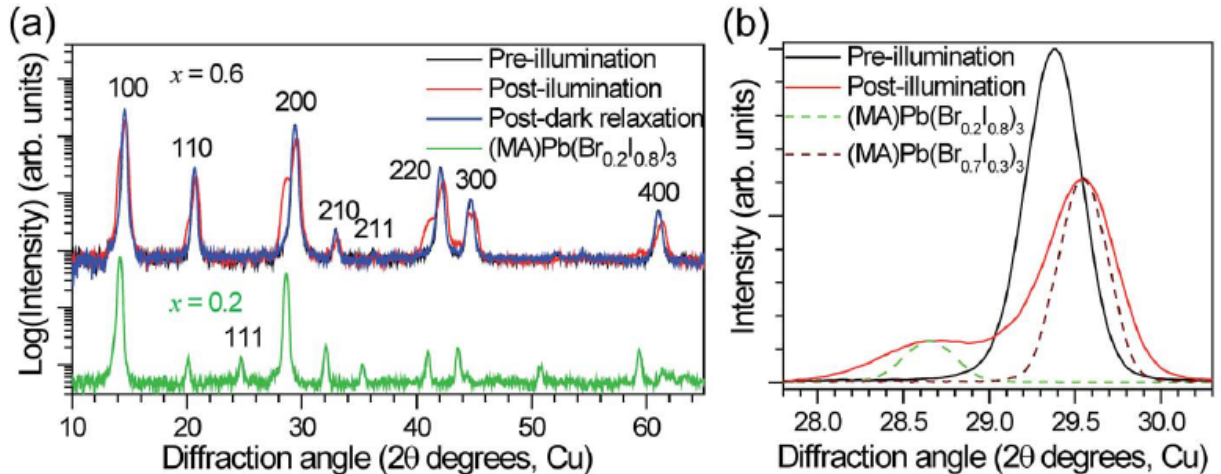 (a)
Log(Intensity) (arb. units)
x = 0.6
100
110
200
210
211
220
300
400
Pre-illumination
Post-ilumination
Post-dark relaxation
(MA)Pb(Br0.2I0.8)3
x = 0.2
111
10 20 30 40 50 60
Diffraction angle (2θ degrees, Cu)
(b)
Intensity (arb. units)
Pre-illumination
Post-illumination
(MA)Pb(Br0.2I0.8)3
(MA)Pb(Br0.7I0.3)3
28.0 28.5 29.0 29.5 30.0
Diffraction angle (2θ degrees, Cu)